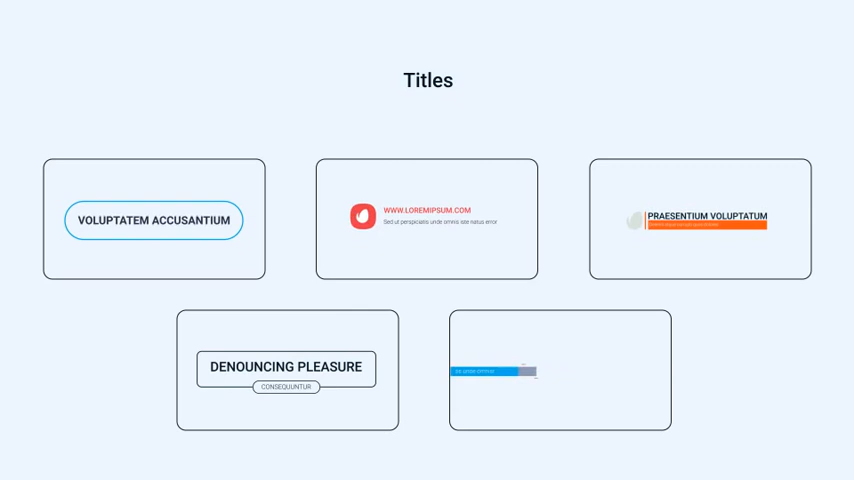 Titles
VOLUPTATEM ACCUSANTIUM
WWW.LOREMIPSUM.COM
Sed ut perspiciatis unde omnis iste natus error
PRAESENTIUM VOLUPTATUM
DENOUNCING PLEASURE
CONSEQUUNTUR